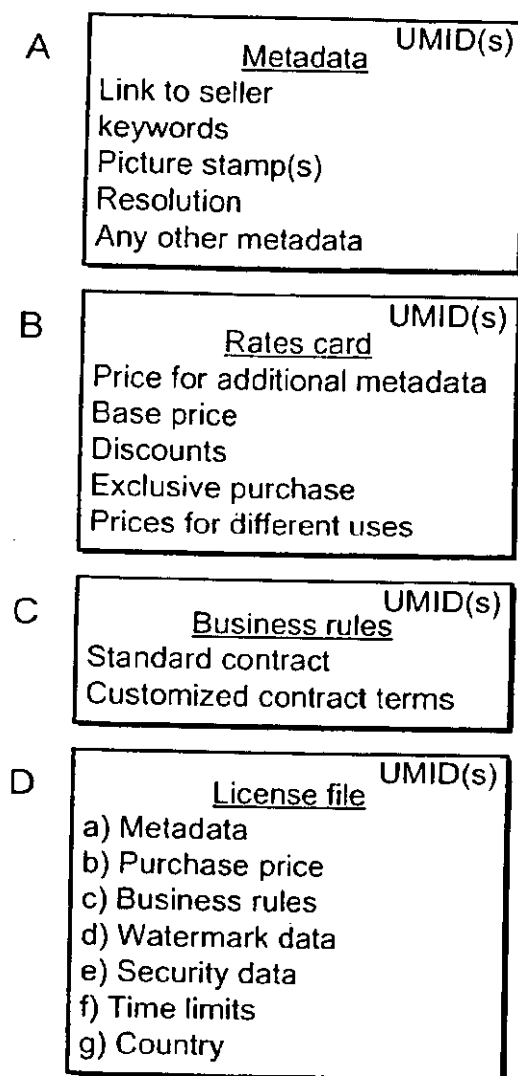 A
UMID(s)
Metadata
Link to seller
keywords
Picture stamp(s)
Resolution
Any other metadata
B
UMID(s)
Rates card
Price for additional metadata
Base price
Discounts
Exclusive purchase
Prices for different uses
C
UMID(s)
Business rules
Standard contract
Customized contract terms
D
UMID(s)
License file
a) Metadata
b) Purchase price
c) Business rules
d) Watermark data
e) Security data
f) Time limits
g) Country